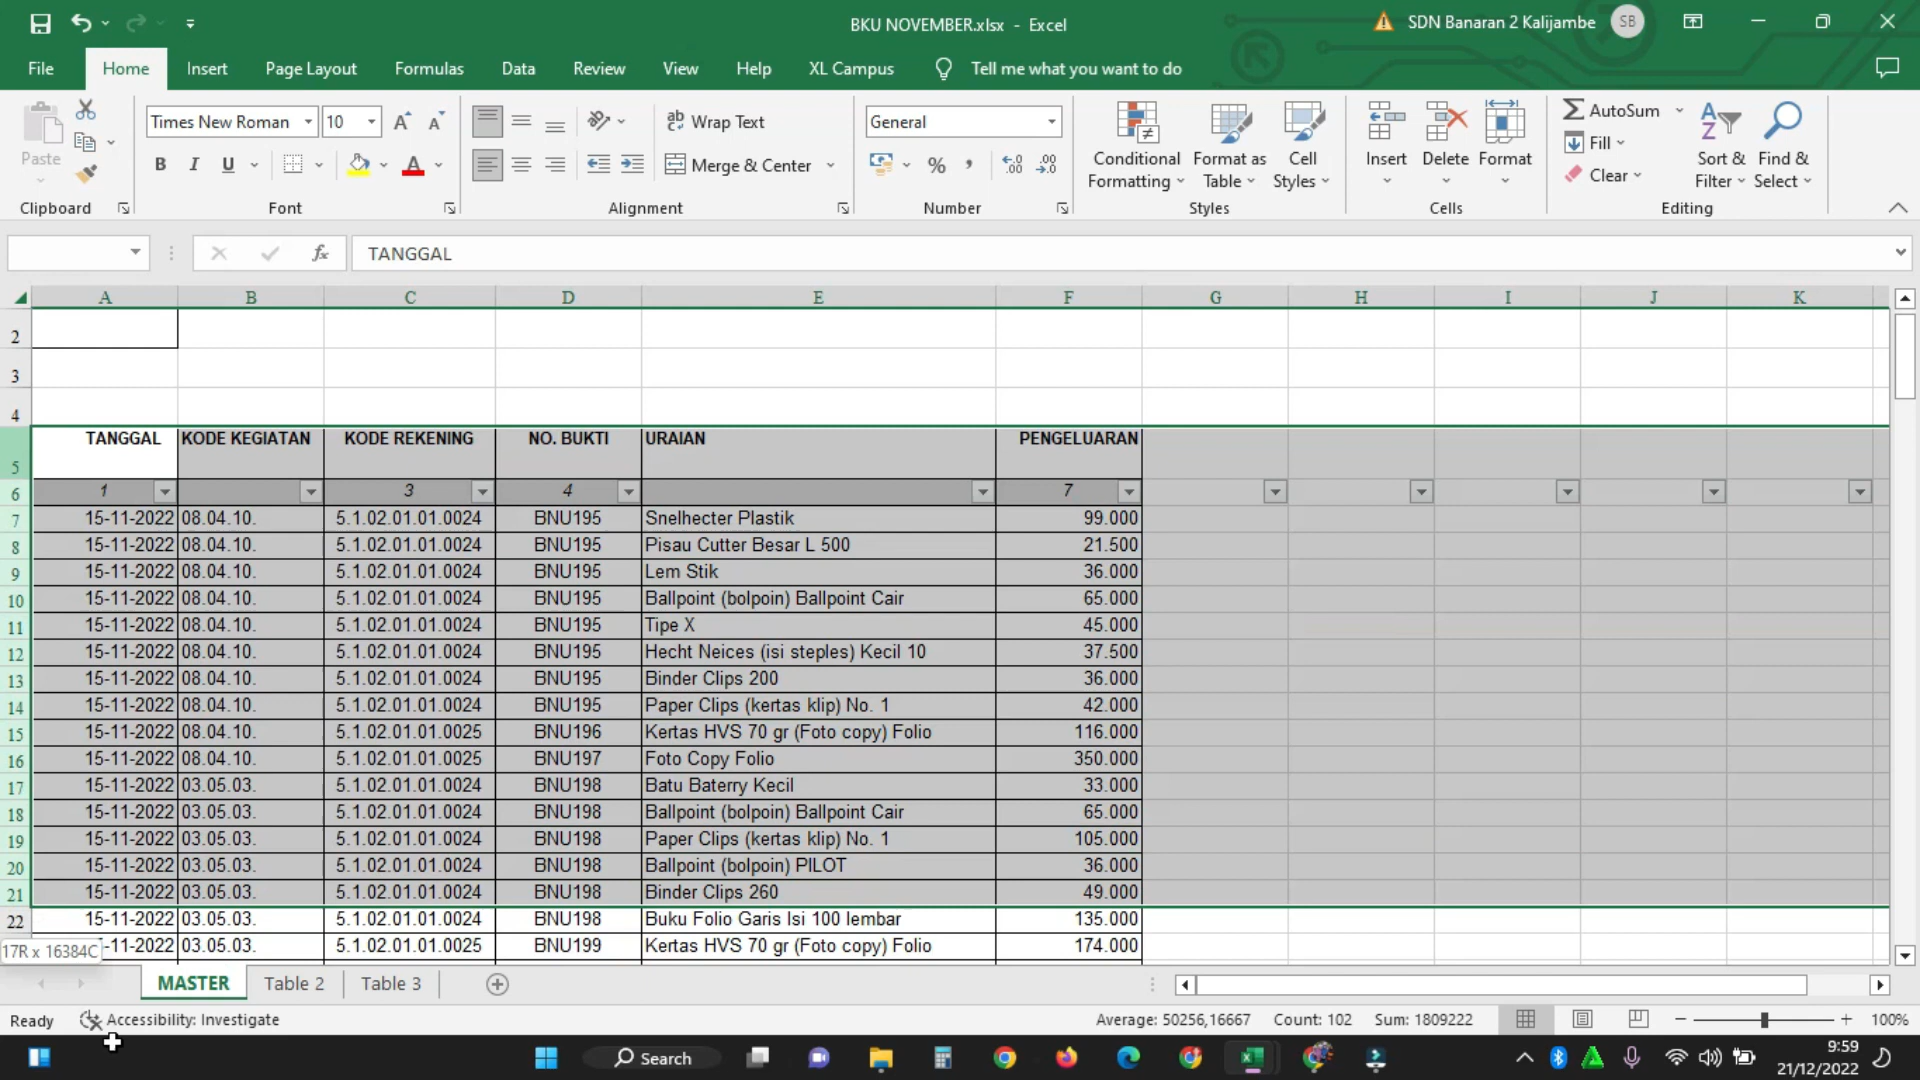 BKU NOVEMBER.xlsx - Excel
SDN Banaran 2 Kalijambe
SB
File Home Insert Page Layout Formulas Data Review View Help XL Campus Tell me what you want to do
Paste
Times New Roman 10
B I U
Wrap Text
Merge & Center
General
%
Conditional Formatting
Format as Table
Cell Styles
Insert
Delete
Format
AutoSum
Fill
Clear
Sort & Filter
Find & Select
Clipboard Font Alignment Number Styles Cells Editing
fx TANGGAL
A B C D E F G H I J K
2
3
4
5 TANGGAL KODE KEGIATAN KODE REKENING NO. BUKTI URAIAN PENGELUARAN
6 1 3 4 7
7 15-11-2022 08.04.10. 5.1.02.01.01.0024 BNU195 Snelhecter Plastik 99.000
8 15-11-2022 08.04.10. 5.1.02.01.01.0024 BNU195 Pisau Cutter Besar L 500 21.500
9 15-11-2022 08.04.10. 5.1.02.01.01.0024 BNU195 Lem Stik 36.000
10 15-11-2022 08.04.10. 5.1.02.01.01.0024 BNU195 Ballpoint (bolpoin) Ballpoint Cair 65.000
11 15-11-2022 08.04.10. 5.1.02.01.01.0024 BNU195 Tipe X 45.000
12 15-11-2022 08.04.10. 5.1.02.01.01.0024 BNU195 Hecht Neices (isi steples) Kecil 10 37.500
13 15-11-2022 08.04.10. 5.1.02.01.01.0024 BNU195 Binder Clips 200 36.000
14 15-11-2022 08.04.10. 5.1.02.01.01.0024 BNU195 Paper Clips (kertas klip) No. 1 42.000
15 15-11-2022 08.04.10. 5.1.02.01.01.0025 BNU196 Kertas HVS 70 gr (Foto copy) Folio 116.000
16 15-11-2022 08.04.10. 5.1.02.01.01.0025 BNU197 Foto Copy Folio 350.000
17 15-11-2022 03.05.03. 5.1.02.01.01.0024 BNU198 Batu Baterry Kecil 33.000
18 15-11-2022 03.05.03. 5.1.02.01.01.0024 BNU198 Ballpoint (bolpoin) Ballpoint Cair 65.000
19 15-11-2022 03.05.03. 5.1.02.01.01.0024 BNU198 Paper Clips (kertas klip) No. 1 105.000
20 15-11-2022 03.05.03. 5.1.02.01.01.0024 BNU198 Ballpoint (bolpoin) PILOT 36.000
21 15-11-2022 03.05.03. 5.1.02.01.01.0024 BNU198 Binder Clips 260 49.000
22 15-11-2022 03.05.03. 5.1.02.01.01.0024 BNU198 Buku Folio Garis Isi 100 lembar 135.000
17R x 16384C -11-2022 03.05.03. 5.1.02.01.01.0025 BNU199 Kertas HVS 70 gr (Foto copy) Folio 174.000
MASTER Table 2 Table 3
Ready Accessibility: Investigate Average: 50256,16667 Count: 102 Sum: 1809222 100%
Search
9:59
21/12/2022